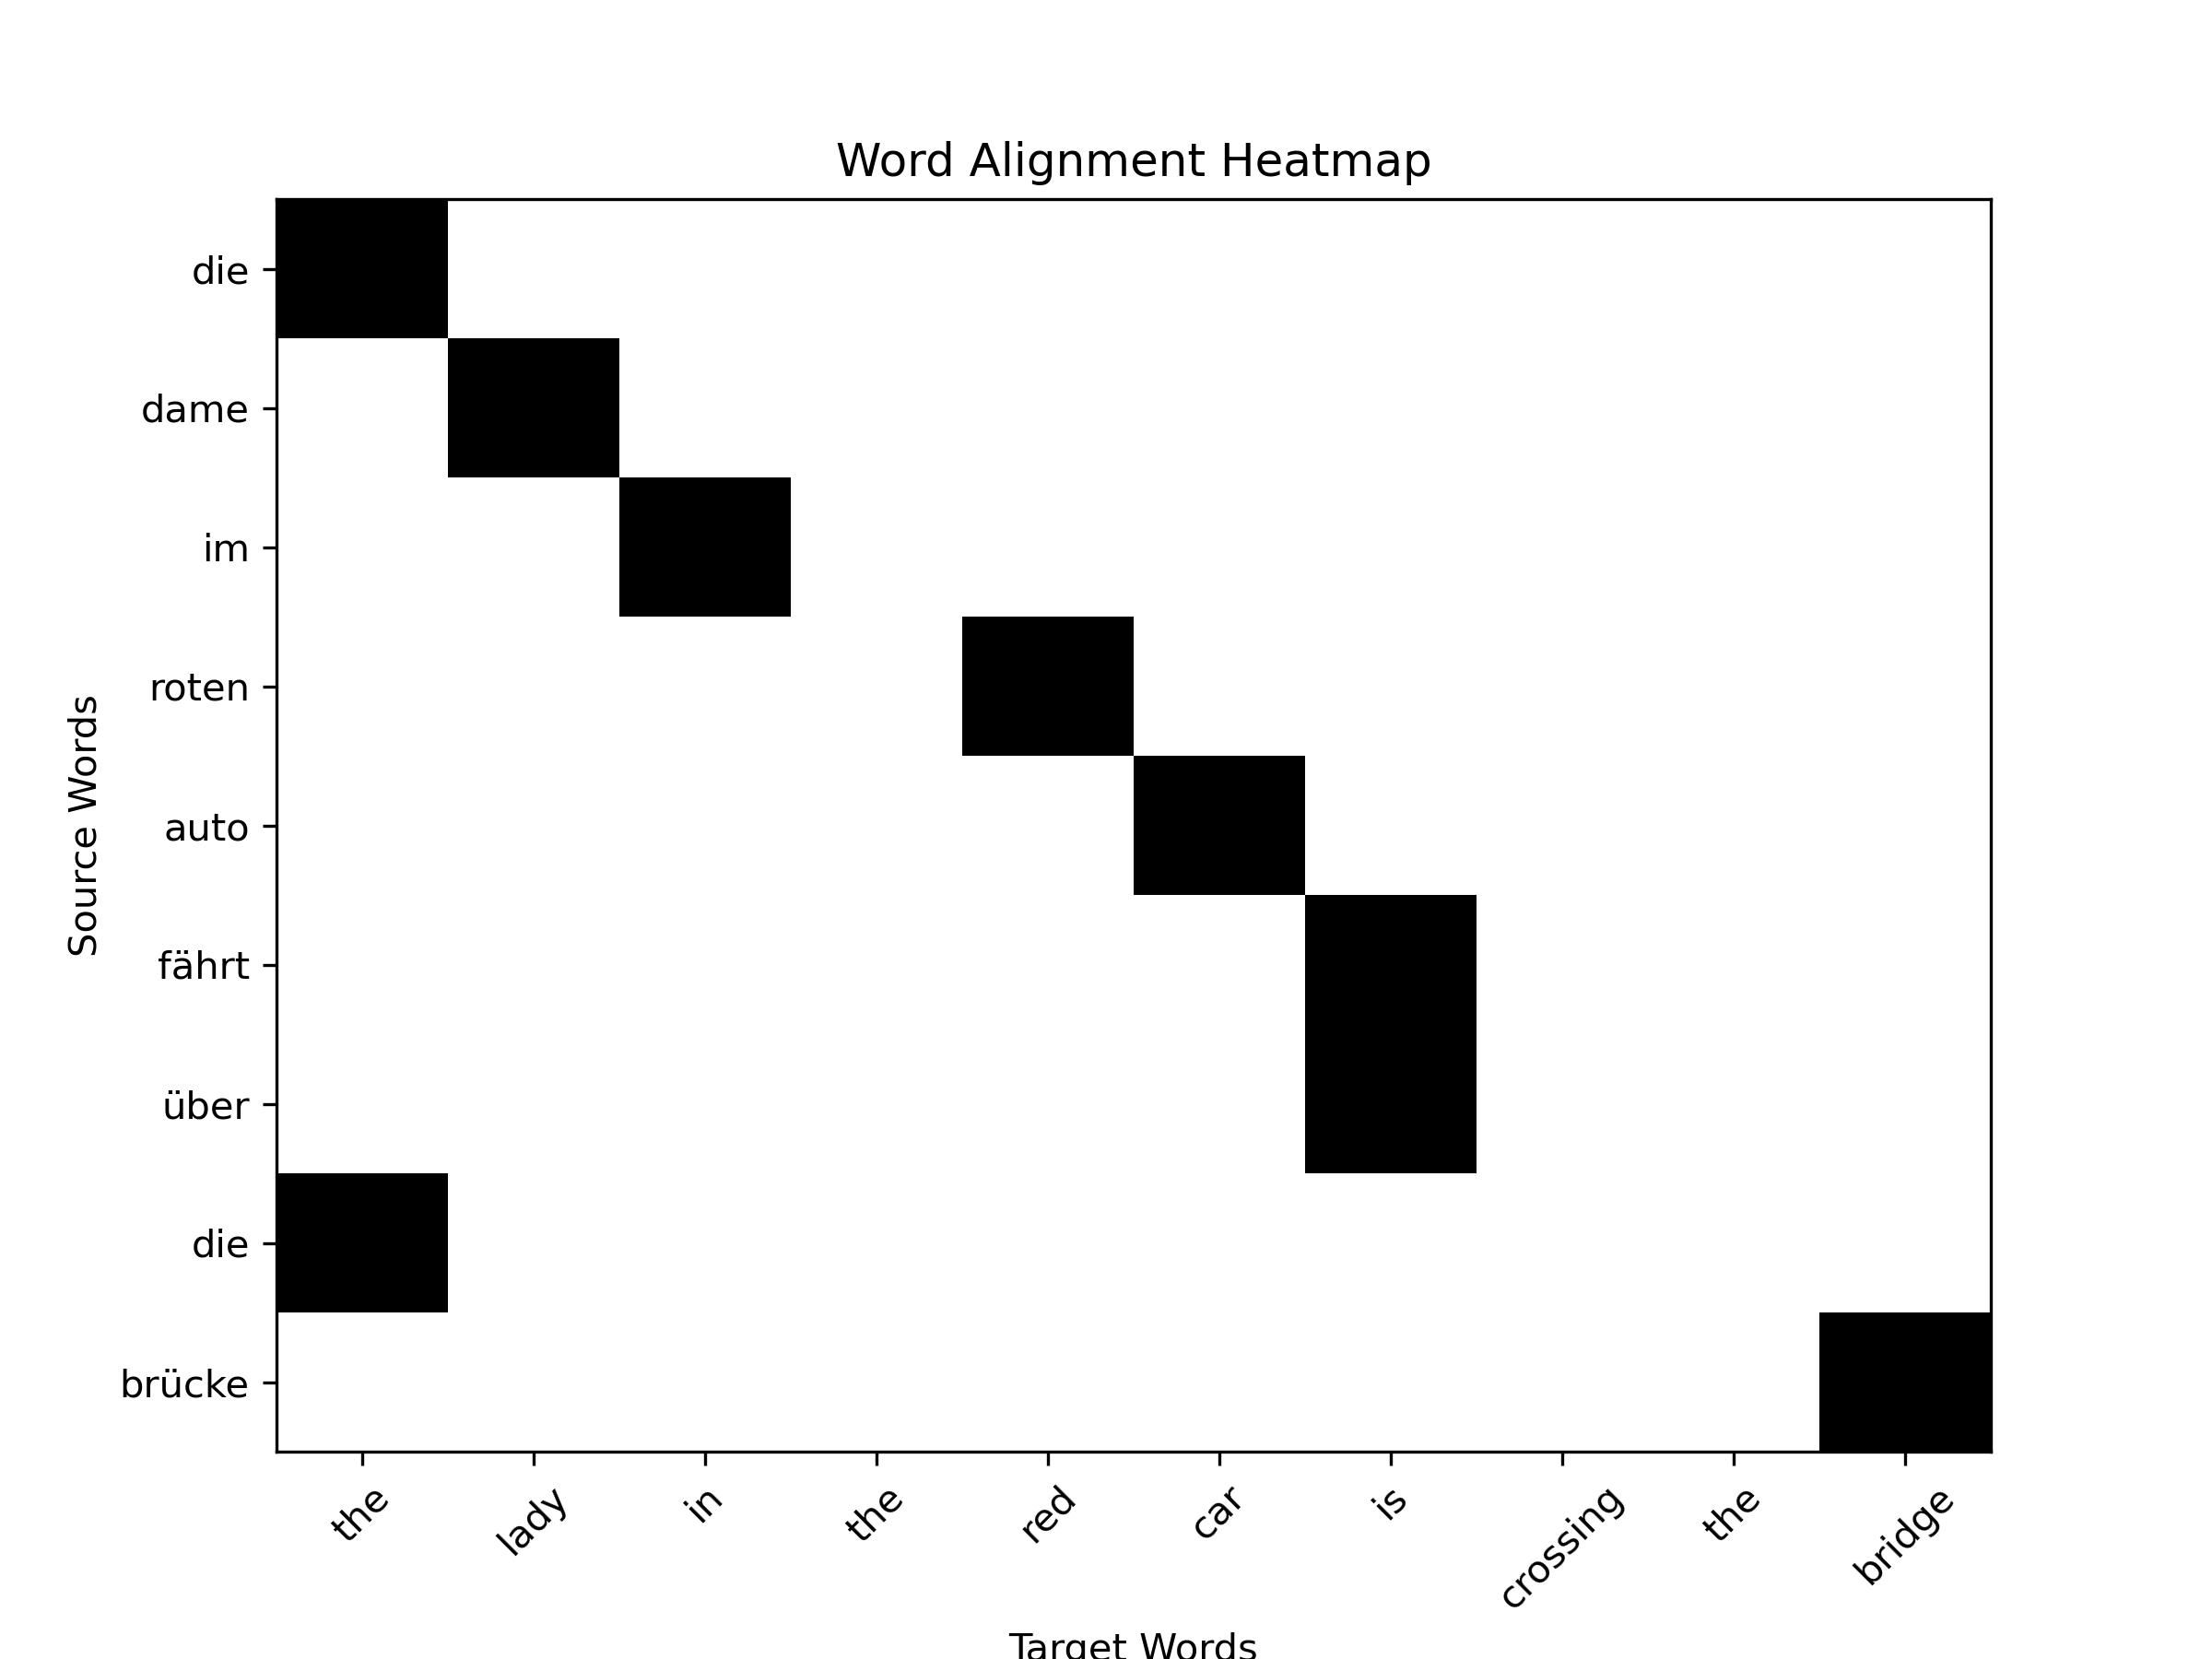 Word Alignment Heatmap
Source Words
die
dame
im
roten
auto
fährt
über
die
brücke
the
lady
in
the
red
car
is
crossing
the
bridge
Target Words